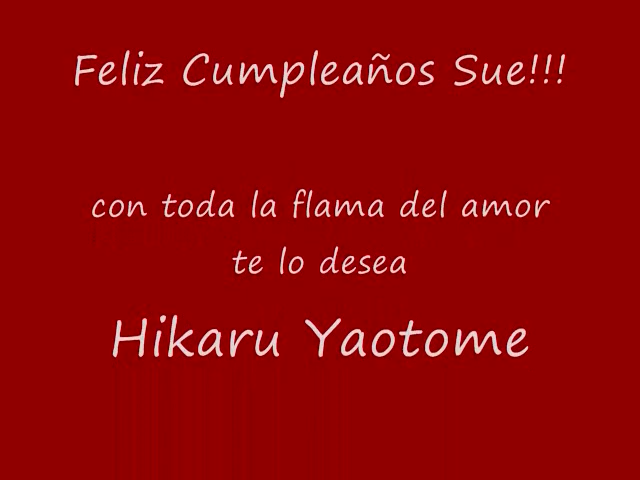 Feliz Cumpleaños Sue!!!
con toda la flama del amor
te lo desea
Hikaru Yaotome